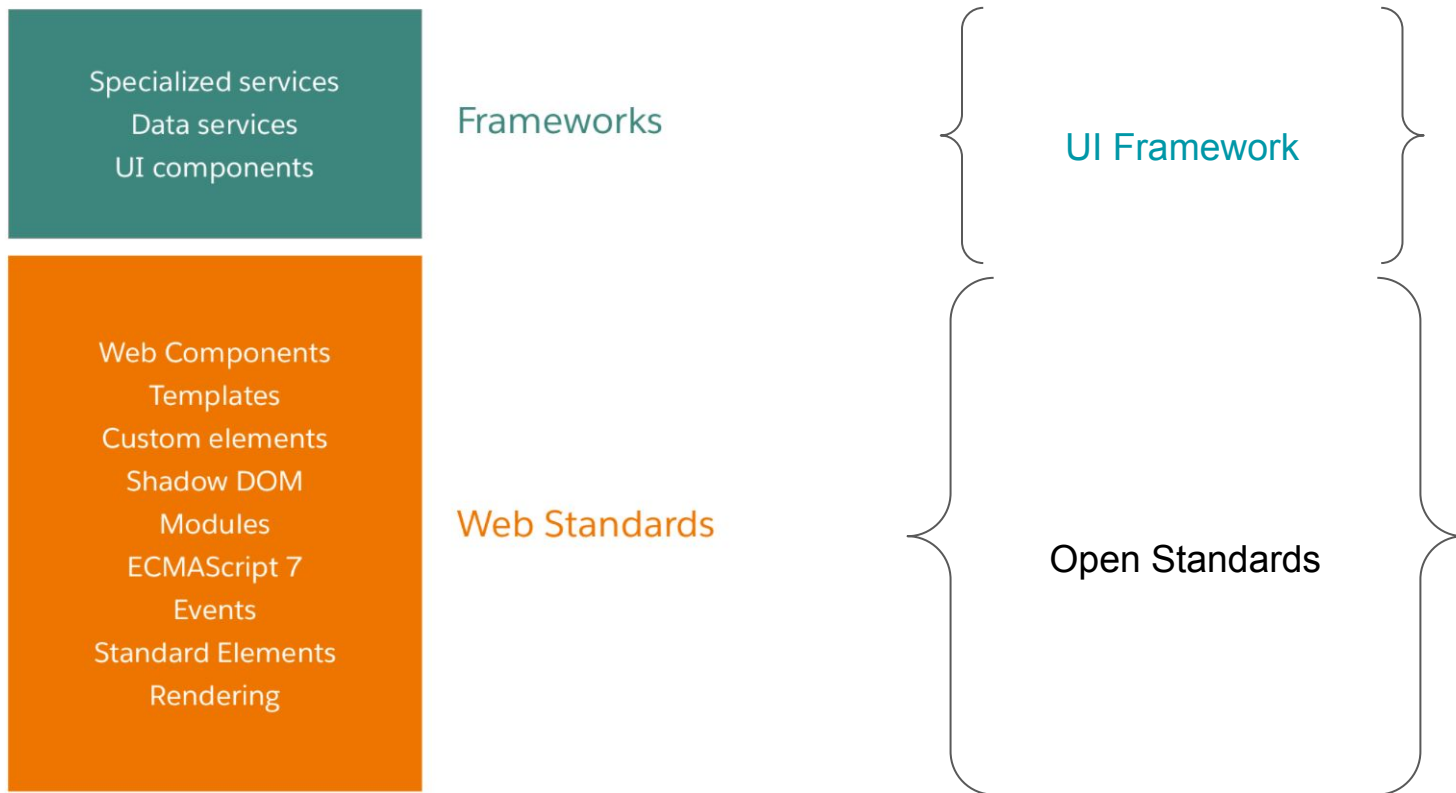 Specialized services
Data services
UI components
Frameworks
UI Framework
Web Components
Templates
Custom elements
Shadow DOM
Modules
ECMAScript 7
Events
Standard Elements
Rendering
Web Standards
Open Standards